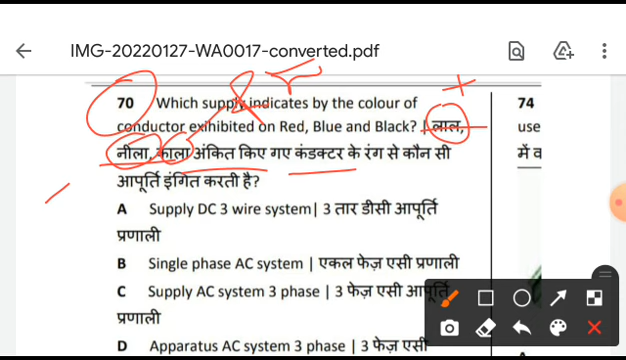 IMG-20220127-WA0017-converted.pdf
70 Which supply indicates by the colour of
conductor exhibited on Red, Blue and Black? | लाल,
नीला, काला अंकित किए गए कंडक्टर के रंग से कौन सी
आपूर्ति इंगित करती है?
A Supply DC 3 wire system| 3 तार डीसी आपूर्ति
प्रणाली
B Single phase AC system | एकल फेज़ एसी प्रणाली
C Supply AC system 3 phase | 3 फेज़ एसी आपूर्ति
प्रणाली
D Apparatus AC system 3 phase | 3 फेज़ एसी
74
use
में